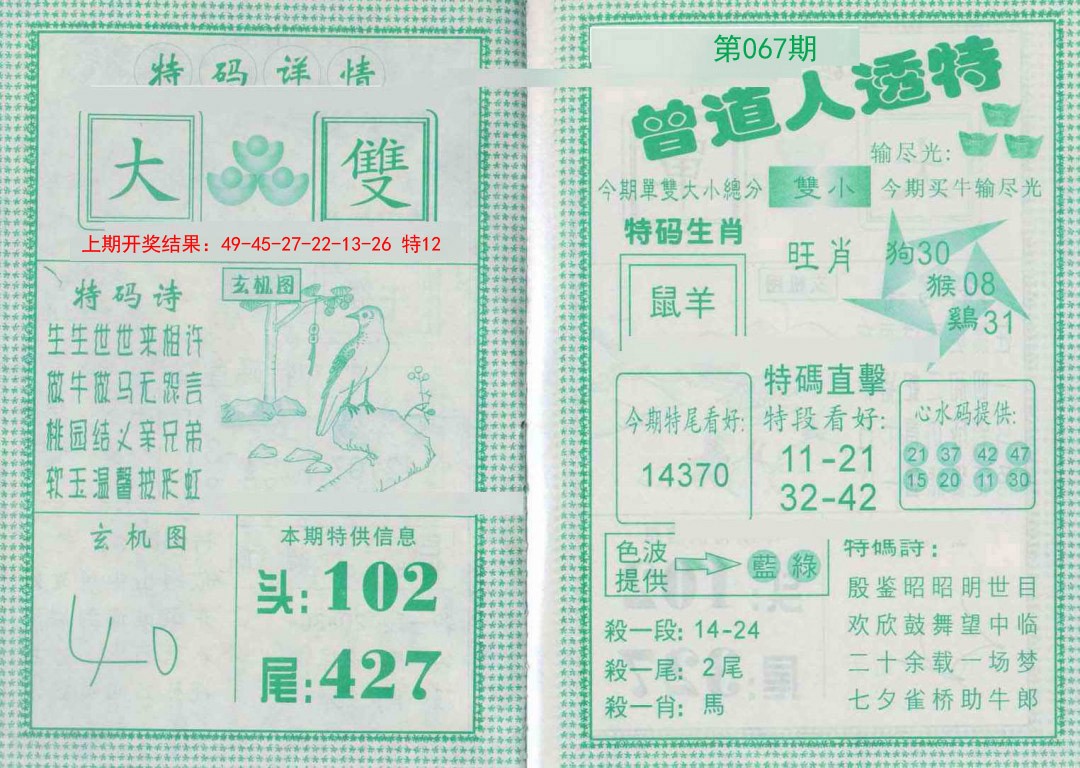 特码详情
大 雙
上期开奖结果：49-45-27-22-13-26 特12
特码诗
生生世世来相许
做牛做马无怨言
桃园结义亲兄弟
软玉温馨披彩虹
玄机图
玄机图
40
本期特供信息
头:102
尾:427
第067期
曾道人透特
输尽光:
今期單雙大小總分 雙小 今期买牛输尽光
特码生肖
鼠羊
旺肖
狗30
猴08
鷄31
今期特尾看好:
14370
特碼直擊
特段看好:
11-21
32-42
心水码提供:
21 37 42 47
15 20 11 30
色波
提供
藍綠
殺一段: 14-24
殺一尾: 2尾
殺一肖: 馬
特碼詩:
殷鉴昭昭明世目
欢欣鼓舞望中临
二十余载一场梦
七夕雀桥助牛郎